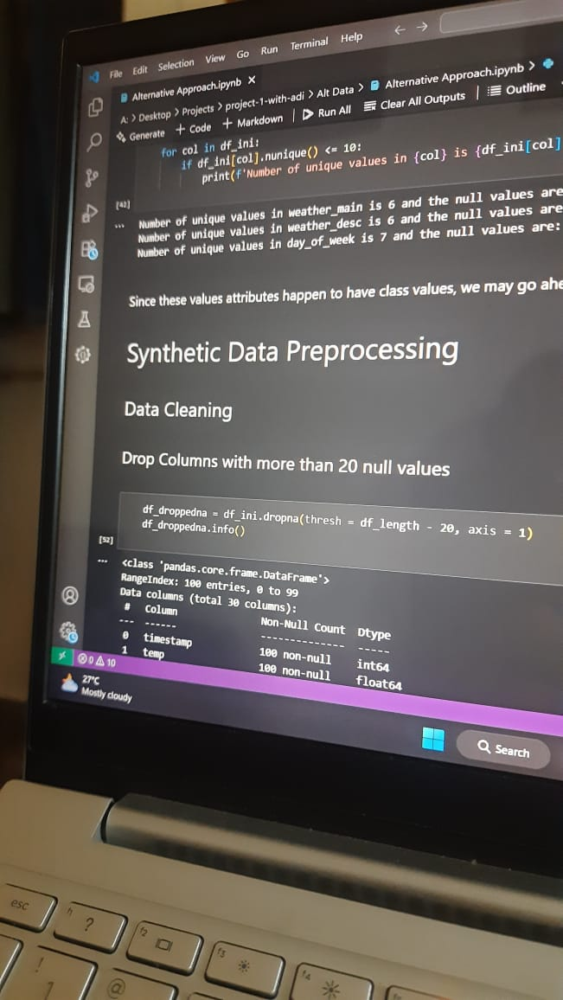 File Edit Selection View Go Run Terminal Help
Alternative Approach.ipynb ×
A: > Desktop > Projects > project-1-with-adi > Alt Data > Alternative Approach.ipynb >
Generate + Code + Markdown | Run All Clear All Outputs | Outline
for col in df_ini:
if df_ini[col].nunique() <= 10:
print(f'Number of unique values in {col} is {df_ini[col]
[42]
... Number of unique values in weather_main is 6 and the null values are
Number of unique values in weather_desc is 6 and the null values are
Number of unique values in day_of_week is 7 and the null values are:
Since these values attributes happen to have class values, we may go ahe
Synthetic Data Preprocessing
Data Cleaning
Drop Columns with more than 20 null values
df_droppedna = df_ini.dropna(thresh = df_length - 20, axis = 1)
df_droppedna.info()
[52]
... <class 'pandas.core.frame.DataFrame'>
RangeIndex: 100 entries, 0 to 99
Data columns (total 30 columns):
# Column Non-Null Count Dtype
--- ------ -------------- -----
0 timestamp 100 non-null int64
1 temp 100 non-null float64
0 10
27°C
Mostly cloudy
Search
esc
f1 ?
f2
f3
f4
!
1
@